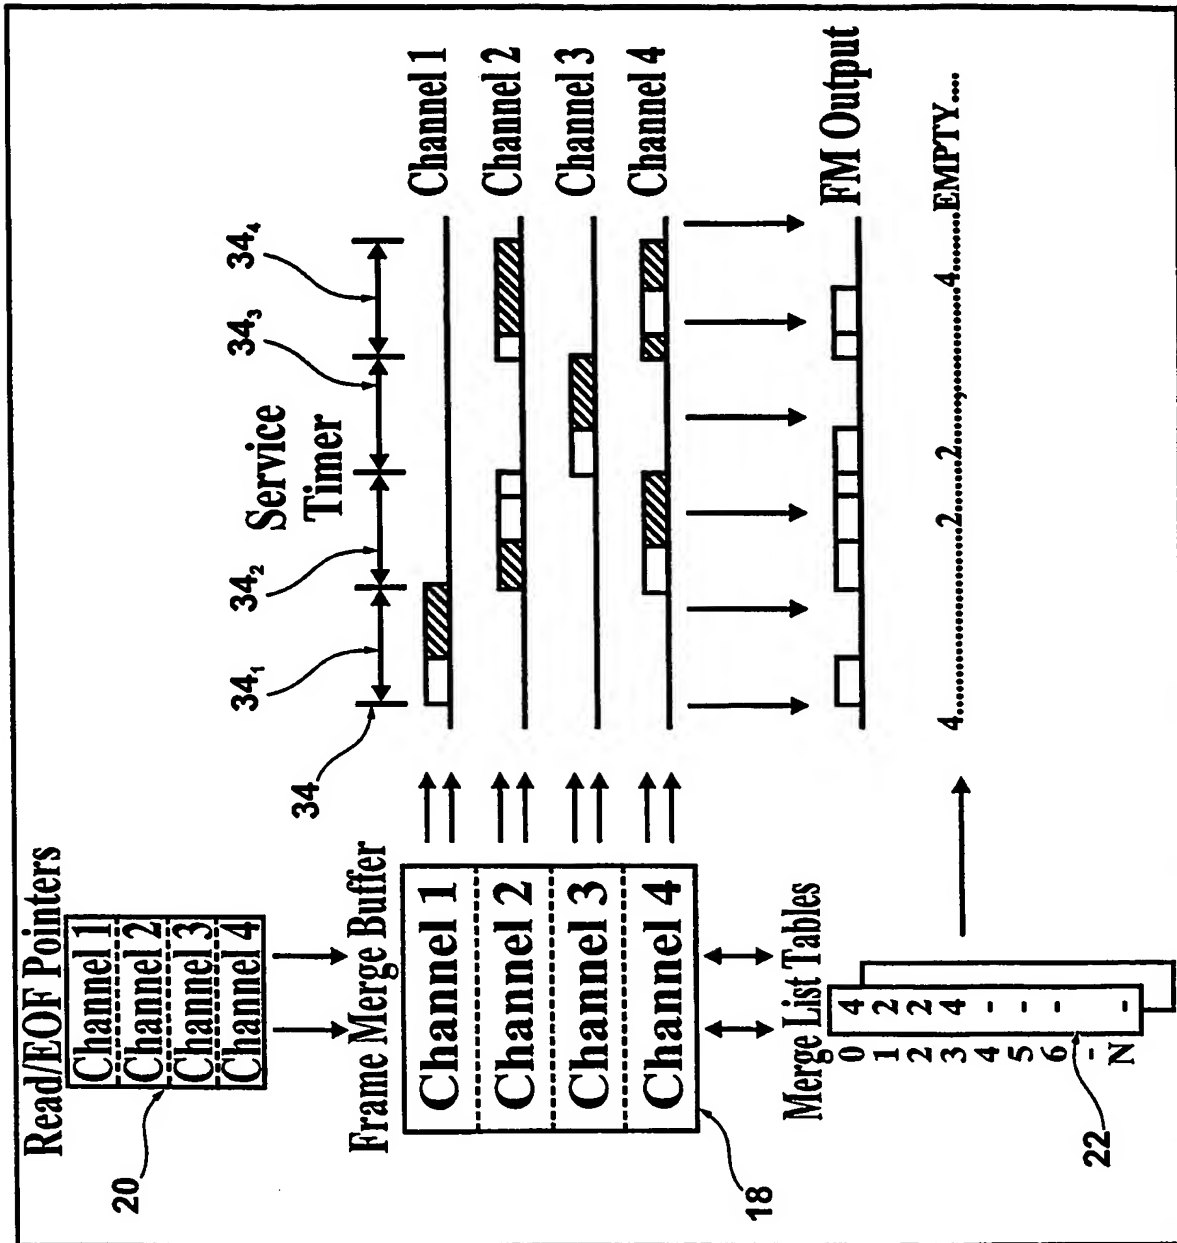 Read/EOF Pointers
Channel 1
Channel 2
Channel 3
Channel 4
20
Frame Merge Buffer
Channel 1
Channel 2
Channel 3
Channel 4
18
Merge List Tables
0 4
1 2
2 2
3 4
4 -
5 -
6 -
-
N -
22
34
34₁
34₂
34₃
34₄
Service
Timer
Channel 1
Channel 2
Channel 3
Channel 4
FM Output
4..............................2.......2..................4.......EMPTY....